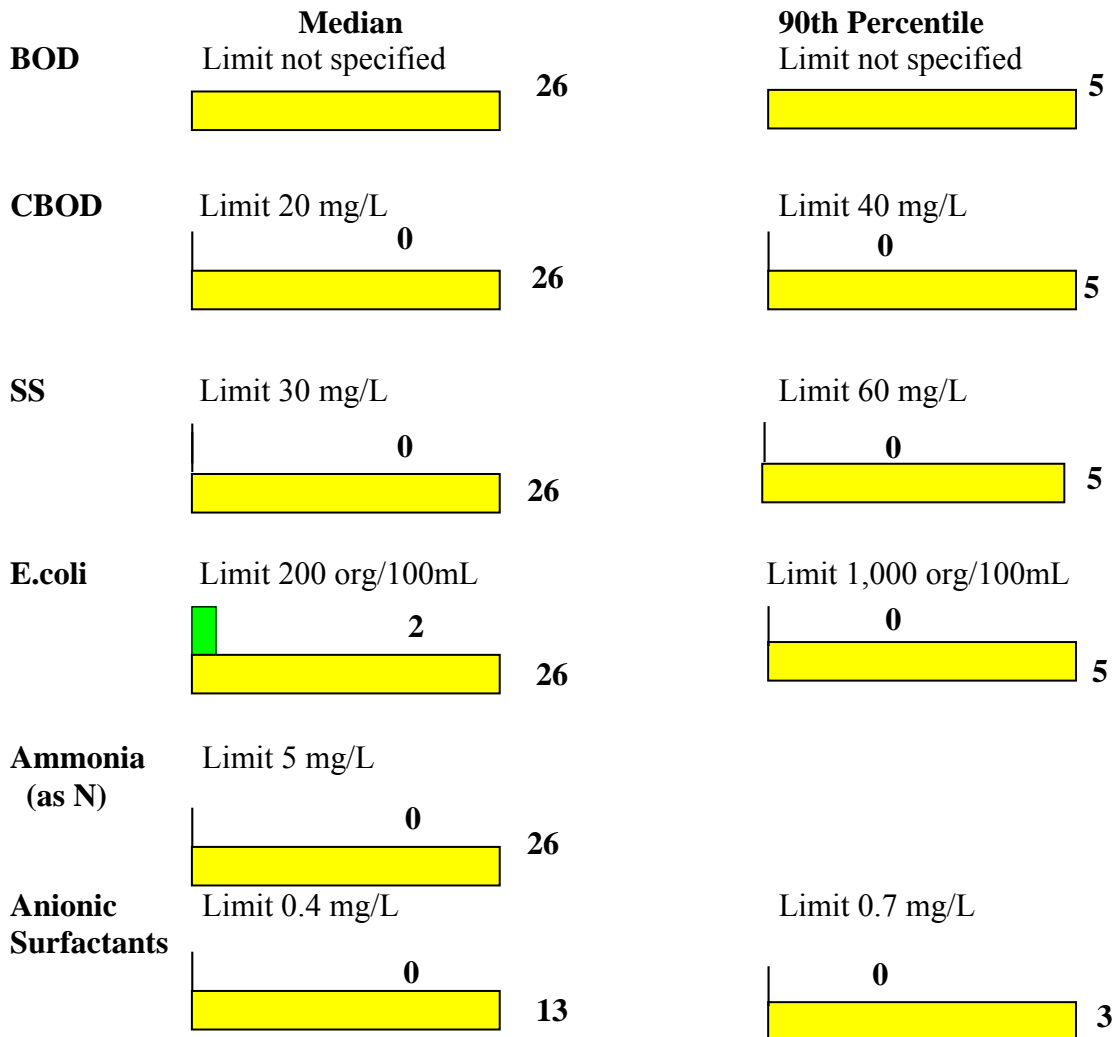 Median 90th Percentile
BOD Limit not specified Limit not specified
26 5
CBOD Limit 20 mg/L Limit 40 mg/L
0 0
26 5
SS Limit 30 mg/L Limit 60 mg/L
0 0
26 5
E.coli Limit 200 org/100mL Limit 1,000 org/100mL
2 0
26 5
Ammonia Limit 5 mg/L
(as N)
0
26
Anionic Limit 0.4 mg/L Limit 0.7 mg/L
Surfactants
0 0
13 3